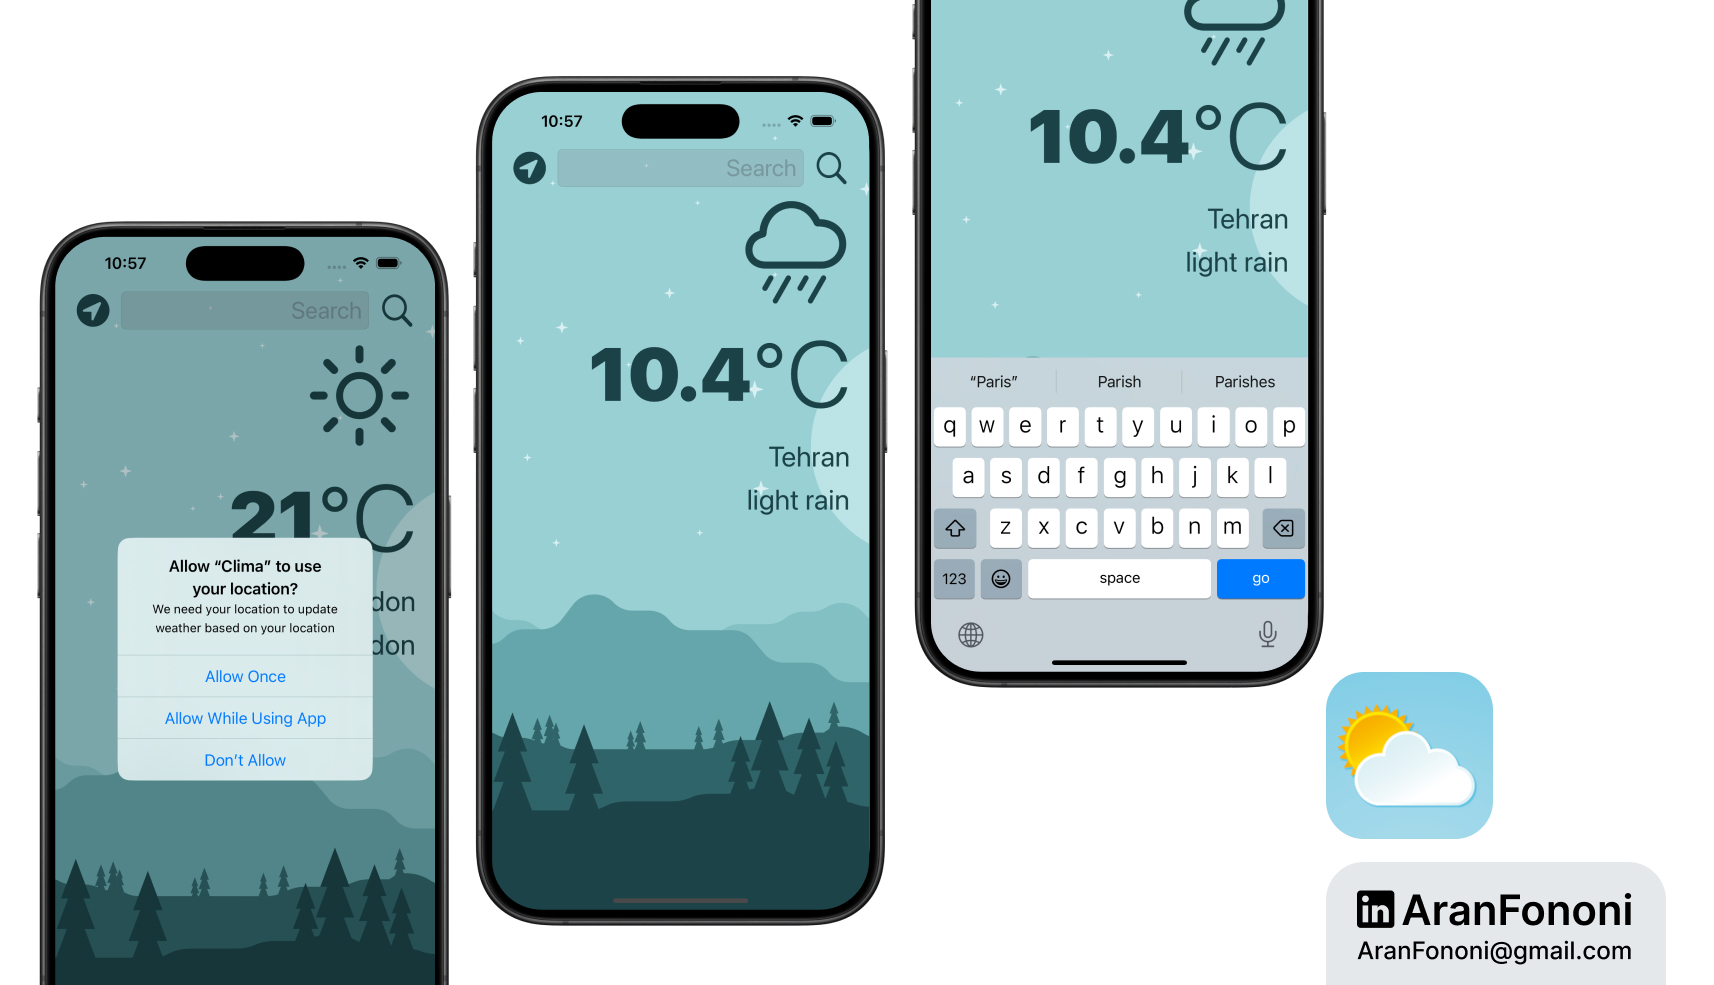 10:57
Search
21°C
Allow “Clima” to use
your location?
We need your location to update
weather based on your location
don
don
Allow Once
Allow While Using App
Don’t Allow
10:57
Search
10.4°C
Tehran
light rain
10.4°C
Tehran
light rain
“Paris” Parish Parishes
q w e r t y u i o p
a s d f g h j k l
z x c v b n m
123 space go
in AranFononi
AranFononi@gmail.com